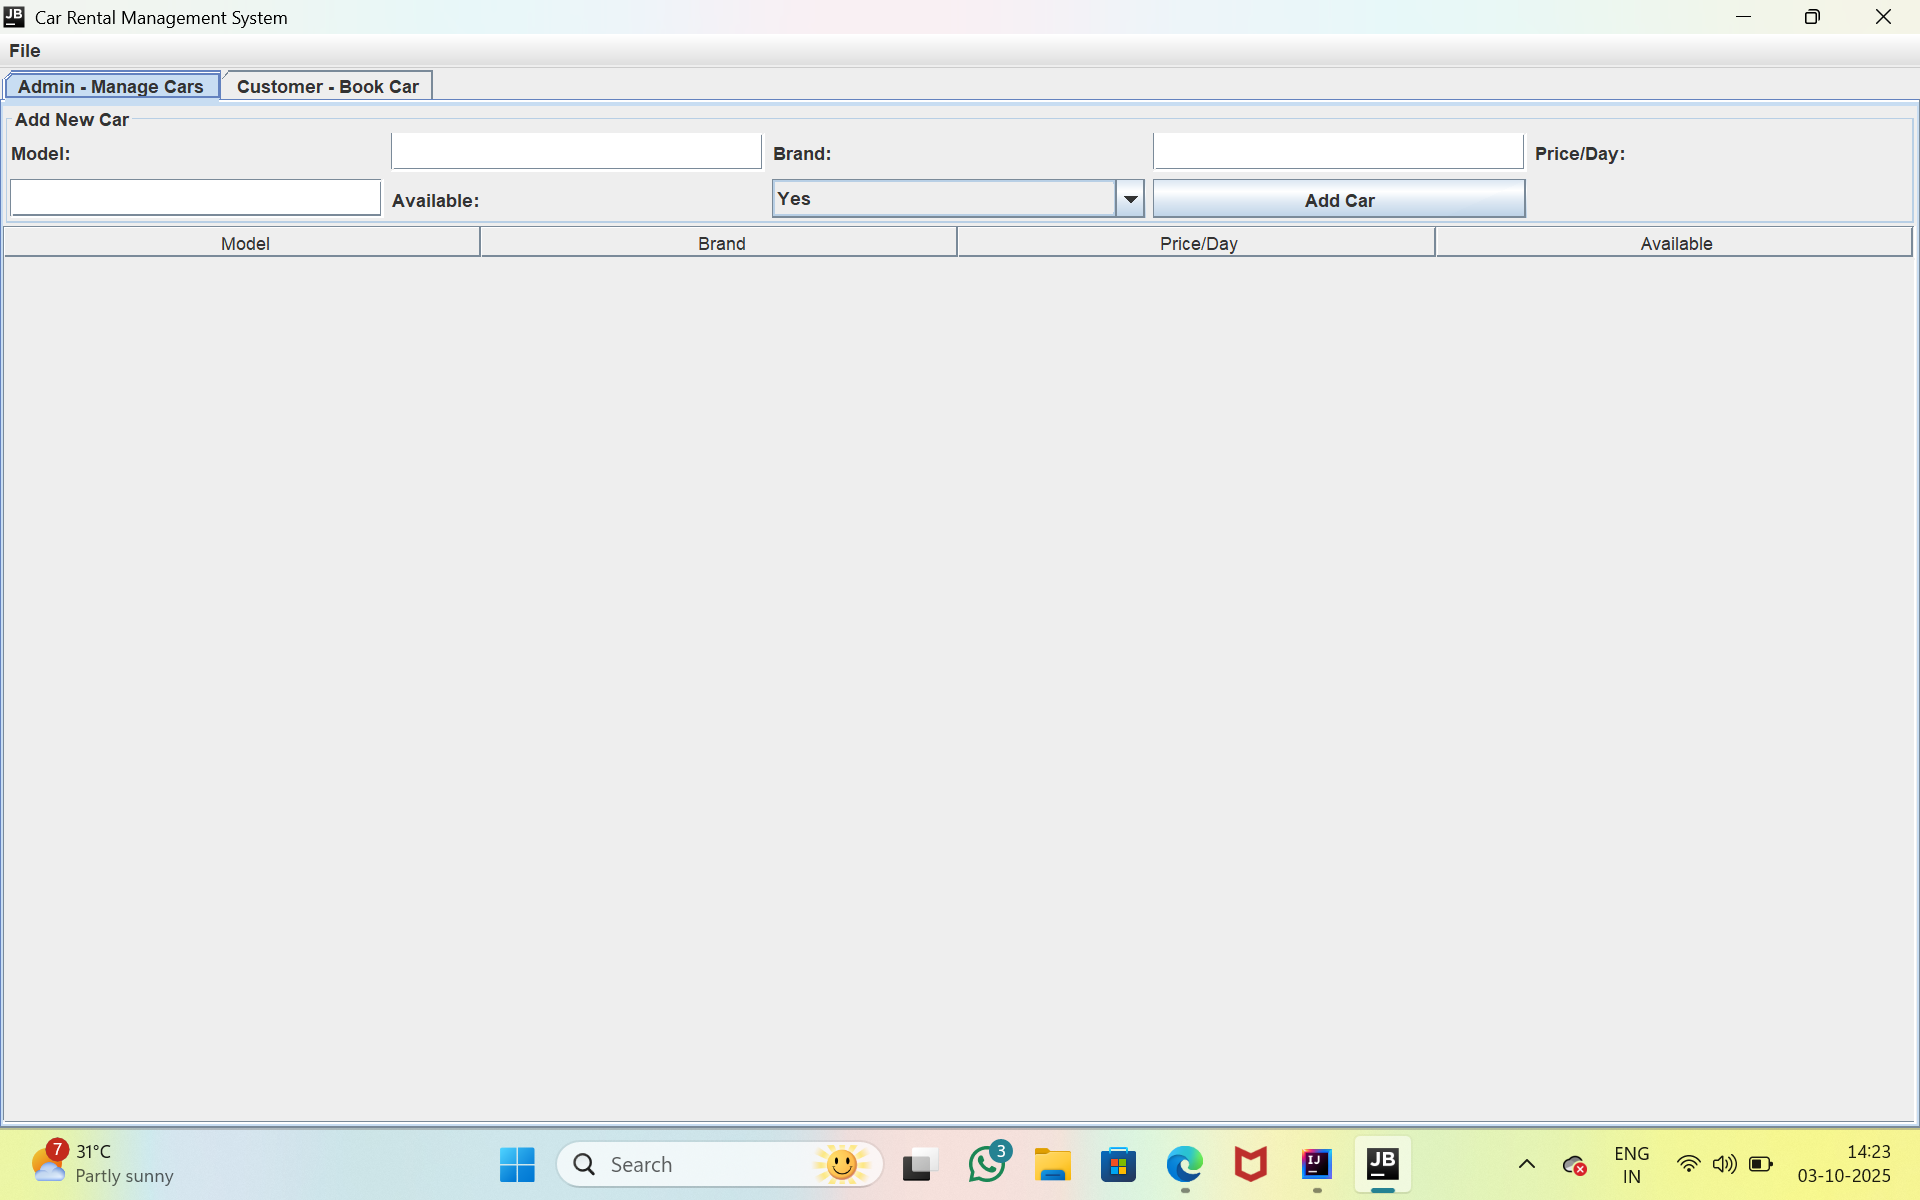 JB Car Rental Management System
File
Admin - Manage Cars Customer - Book Car
Add New Car
Model: Brand: Price/Day:
Available: Yes Add Car
Model Brand Price/Day Available
7 31°C
Partly sunny
Search
3
IJ
JB
ENG
IN
14:23
03-10-2025